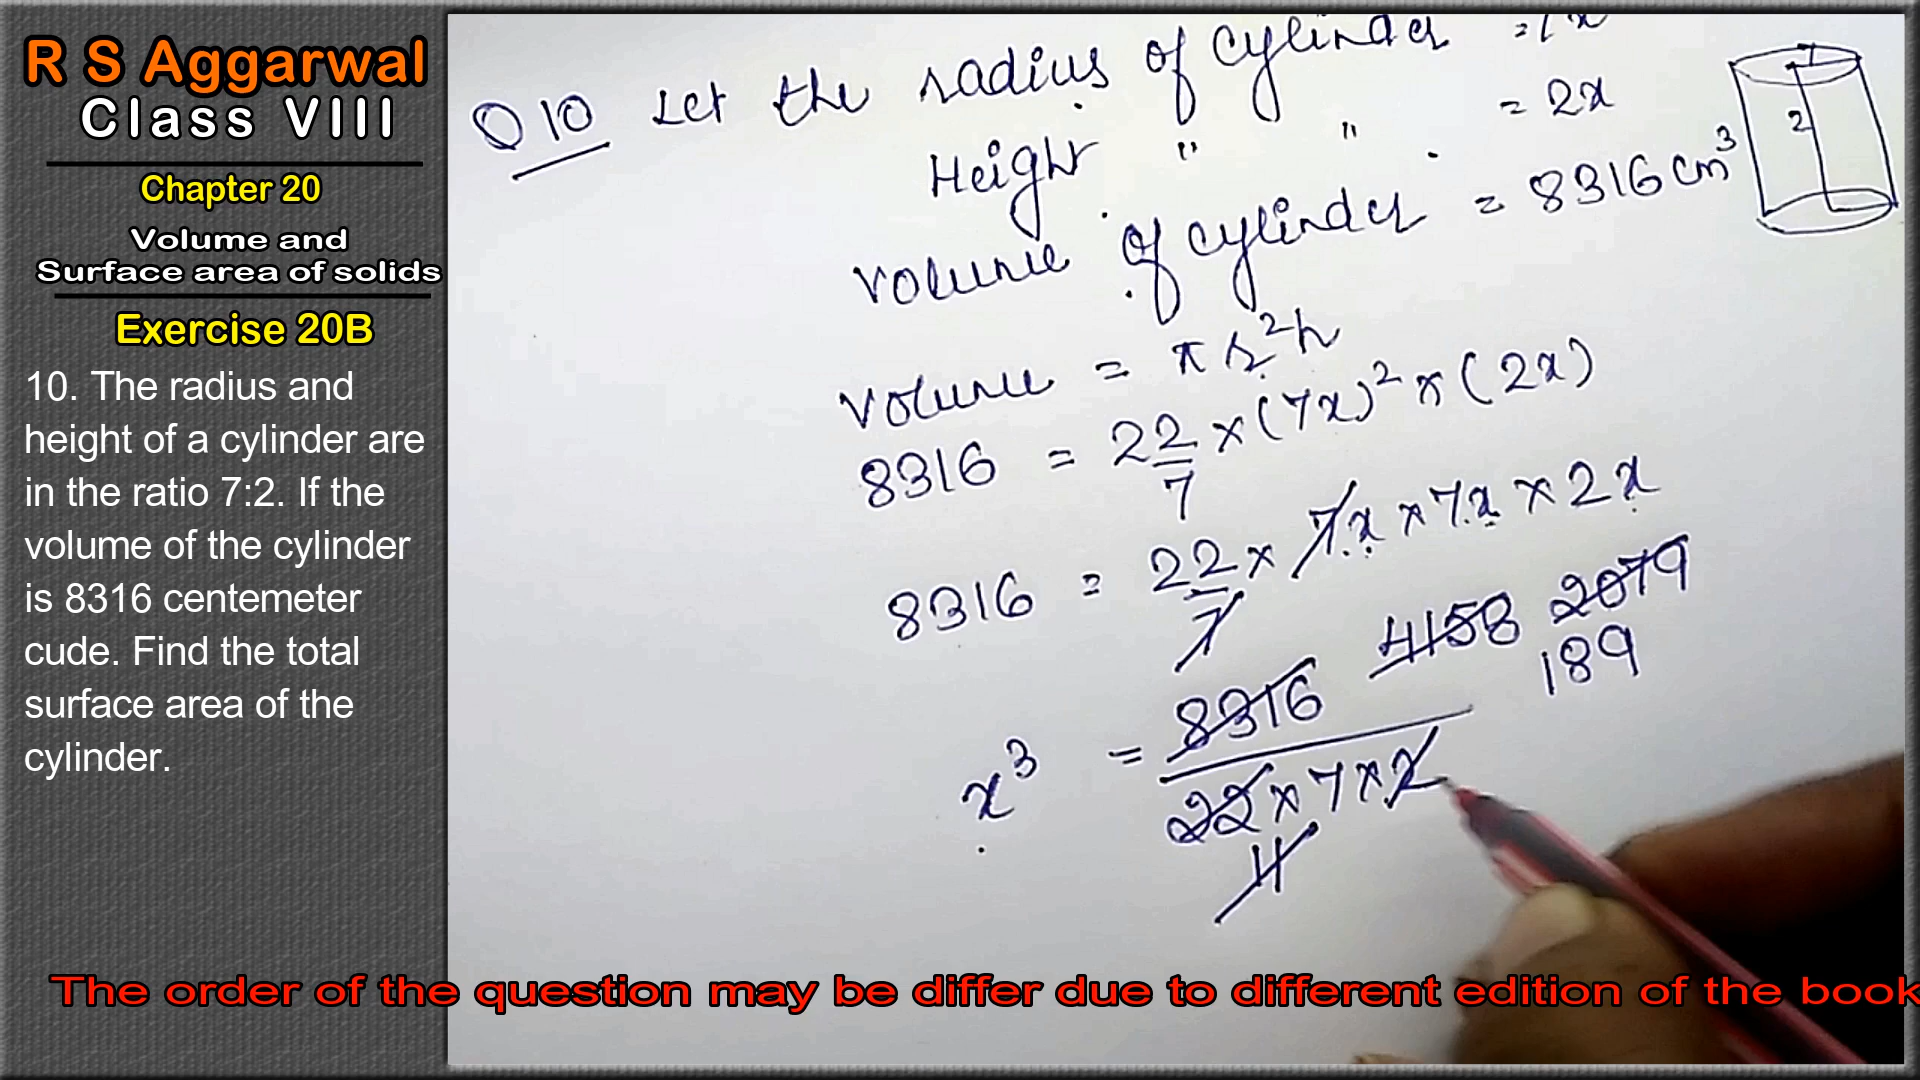 R S Aggarwal
Class VIII
Chapter 20
Volume and
Surface area of solids
Exercise 20B
10. The radius and
height of a cylinder are
in the ratio 7:2. If the
volume of the cylinder
is 8316 centemeter
cude. Find the total
surface area of the
cylinder.
Q 10 Let the radius of cylinder = 7x
Height " " = 2x
volume of cylinder = 8316 cm³
2
volume = πr²h
8316 = 22/7 × (7x)² × (2x)
8316 = 22/7 × 7x × 7x × 2x
4158 2079
189
x³ = 8316/22×7×2
11
The order of the question may be differ due to different edition of the book